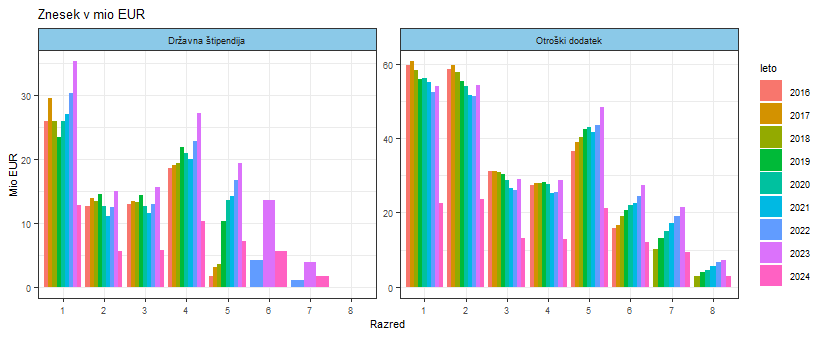 Znesek v mio EUR
Državna štipendija
Otroški dodatek
Mio EUR
30
20
10
0
60
40
20
0
1 2 3 4 5 6 7 8
1 2 3 4 5 6 7 8
Razred
leto
2016
2017
2018
2019
2020
2021
2022
2023
2024